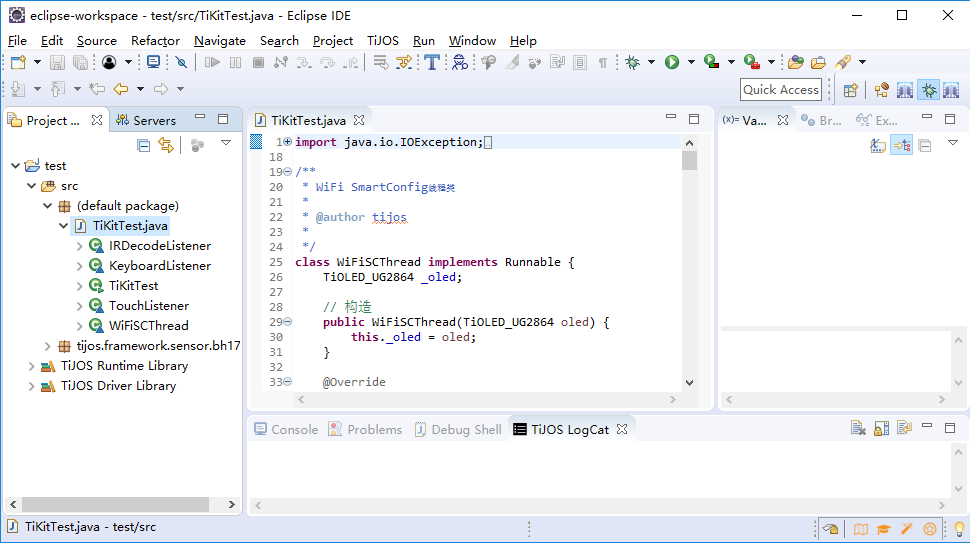 eclipse-workspace - test/src/TiKitTest.java - Eclipse IDE
File Edit Source Refactor Navigate Search Project TiJOS Run Window Help
Quick Access
Project ... Servers
test
src
(default package)
TiKitTest.java
IRDecodeListener
KeyboardListener
TiKitTest
TouchListener
WiFiSCThread
tijos.framework.sensor.bh17
TiJOS Runtime Library
TiJOS Driver Library
TiKitTest.java
1 import java.io.IOException;
18
19 /**
20 * WiFi SmartConfig线程类
21 *
22 * @author tijos
23 *
24 */
25 class WiFiSCThread implements Runnable {
26 TiOLED_UG2864 _oled;
27
28 // 构造
29 public WiFiSCThread(TiOLED_UG2864 oled) {
30 this._oled = oled;
31 }
32
33 @Override
(x)= Va... Br... Ex...
Console Problems Debug Shell TiJOS LogCat
TiKitTest.java - test/src